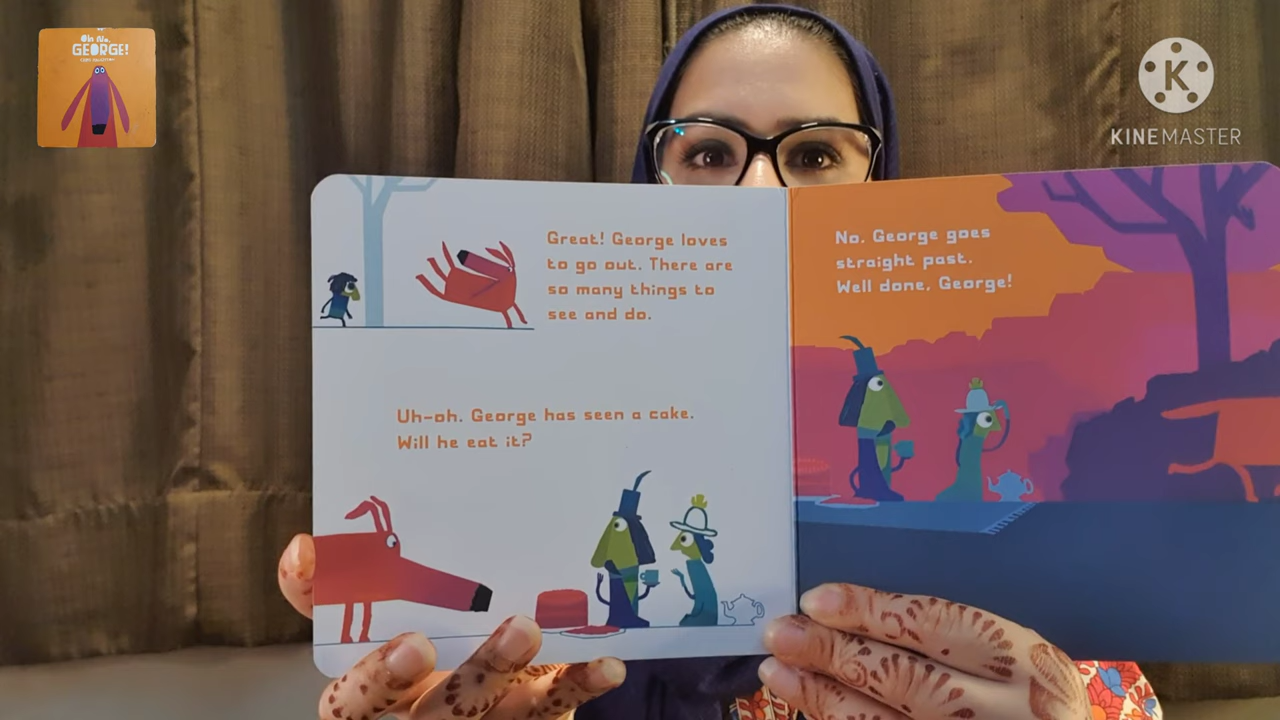 Oh No,
GEORGE!
K
KINEMASTER
Great! George loves
to go out. There are
so many things to
see and do.
Uh-oh. George has seen a cake.
Will he eat it?
No. George goes
straight past.
Well done, George!